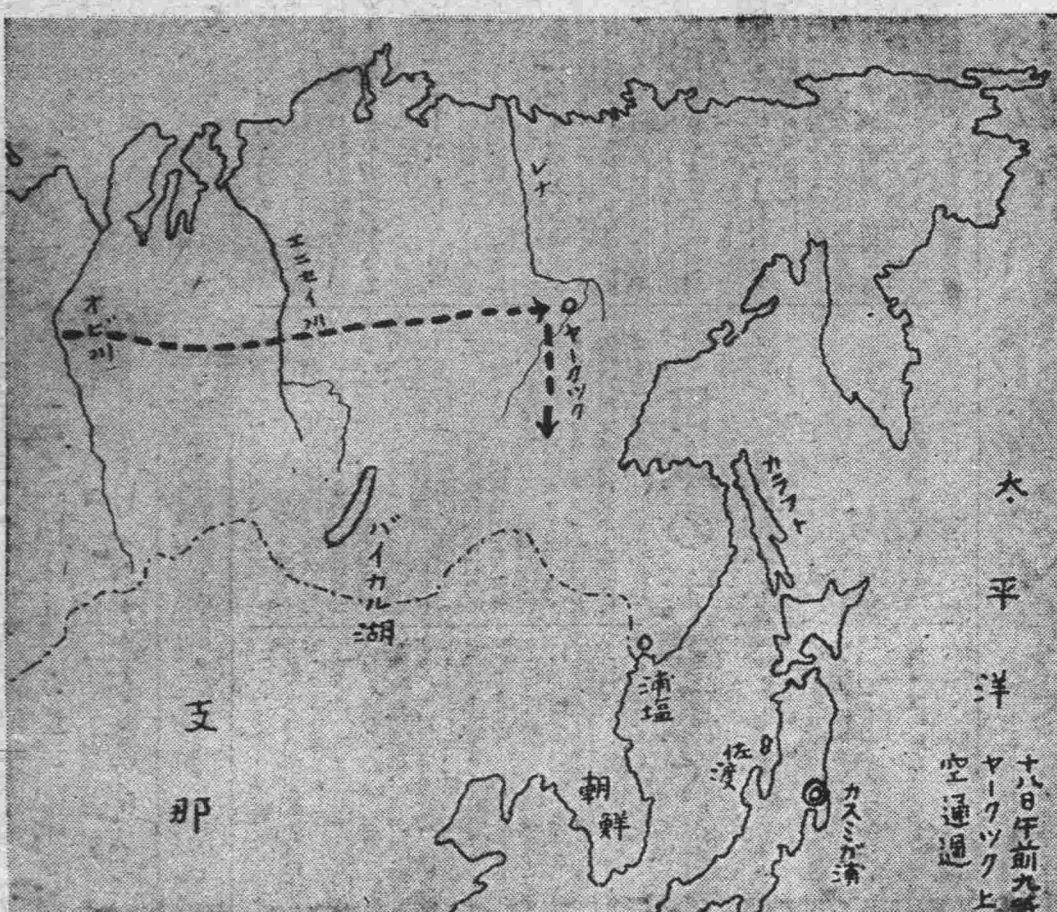 レナ
エニセイ川
オビ川
ヤークツク
カラフト
バイカル湖
太平洋
浦塩
支那
佐渡
朝鮮
カスミが浦
十八日午前九時
ヤークツク上
空通過